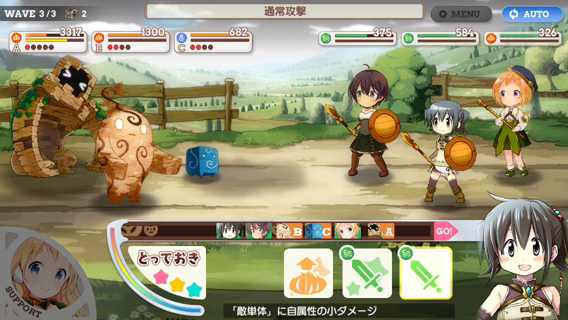 WAVE 3/3 2
通常攻撃
MENU
AUTO
3317
A
1300
B
682
C
375
584
326
B C A GO!
とっておき
SUPPORT
「敵単体」に自属性の小ダメージ